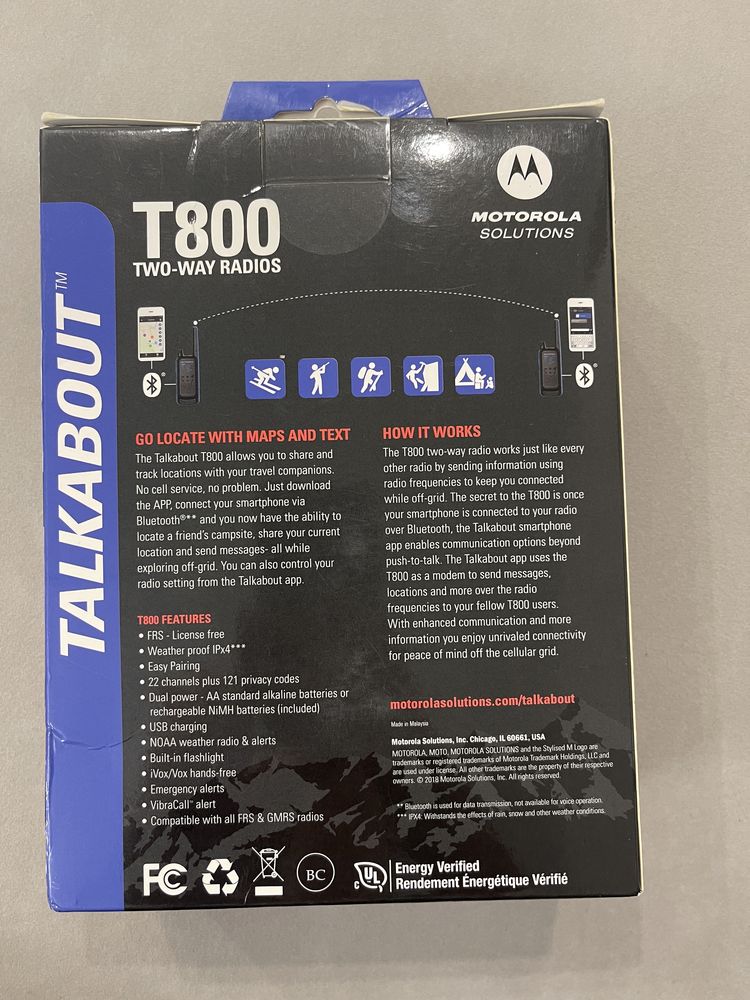 T800
TWO-WAY RADIOS
MOTOROLA
SOLUTIONS
TALKABOUT™
GO LOCATE WITH MAPS AND TEXT
The Talkabout T800 allows you to share and
track locations with your travel companions.
No cell service, no problem. Just download
the APP, connect your smartphone via
Bluetooth®** and you now have the ability to
locate a friend's campsite, share your current
location and send messages- all while
exploring off-grid. You can also control your
radio setting from the Talkabout app.
T800 FEATURES
• FRS - License free
• Weather proof IPx4***
• Easy Pairing
• 22 channels plus 121 privacy codes
• Dual power - AA standard alkaline batteries or
rechargeable NiMH batteries (included)
• USB charging
• NOAA weather radio & alerts
• Built-in flashlight
• iVox/Vox hands-free
• Emergency alerts
• VibraCall™ alert
• Compatible with all FRS & GMRS radios
HOW IT WORKS
The T800 two-way radio works just like every
other radio by sending information using
radio frequencies to keep you connected
while off-grid. The secret to the T800 is once
your smartphone is connected to your radio
over Bluetooth, the Talkabout smartphone
app enables communication options beyond
push-to-talk. The Talkabout app uses the
T800 as a modem to send messages,
locations and more over the radio
frequencies to your fellow T800 users.
With enhanced communication and more
information you enjoy unrivaled connectivity
for peace of mind off the cellular grid.
motorolasolutions.com/talkabout
Made in Malaysia
Motorola Solutions, Inc. Chicago, IL 60661, USA
MOTOROLA, MOTO, MOTOROLA SOLUTIONS and the Stylised M Logo are
trademarks or registered trademarks of Motorola Trademark Holdings, LLC and
are used under license. All other trademarks are the property of their respective
owners. © 2018 Motorola Solutions, Inc. All rights reserved.
** Bluetooth is used for data transmission, not available for voice operation.
*** IPX4: Withstands the effects of rain, snow and other weather conditions.
FC
BC
C UL
Energy Verified
Rendement Énergétique Vérifié